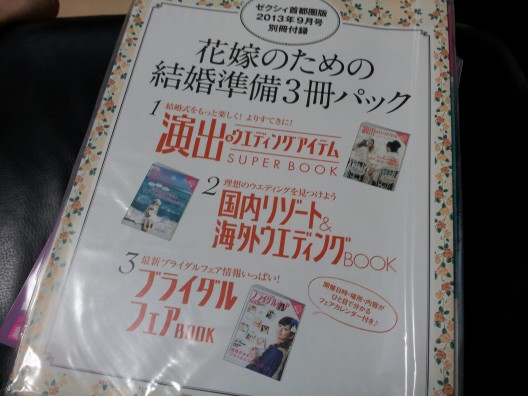 ゼクシィ首都圏版
2013年9月号
別冊付録
花嫁のための
結婚準備3冊パック
1 結婚式をもっと楽しく！よりすてきに！
演出&ウエディングアイテム
SUPER BOOK
2 理想のウエディングを見つけよう
国内リゾート&
海外ウエディングBOOK
3 最新ブライダルフェア情報いっぱい！
ブライダル
フェアBOOK
開催日時・場所・内容が
ひと目で分かる
フェアカレンダー付き♪